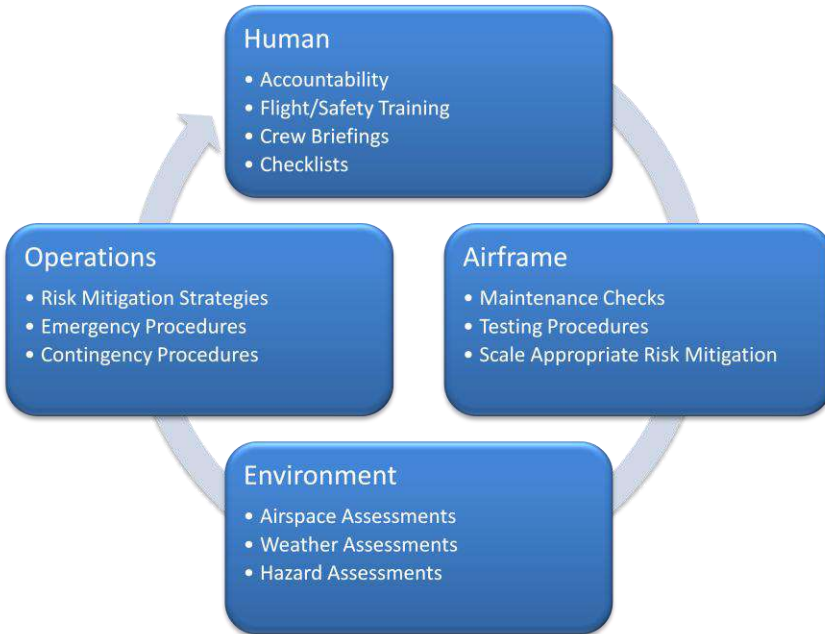 Human
• Accountability
• Flight/Safety Training
• Crew Briefings
• Checklists
Airframe
• Maintenance Checks
• Testing Procedures
• Scale Appropriate Risk Mitigation
Environment
• Airspace Assessments
• Weather Assessments
• Hazard Assessments
Operations
• Risk Mitigation Strategies
• Emergency Procedures
• Contingency Procedures